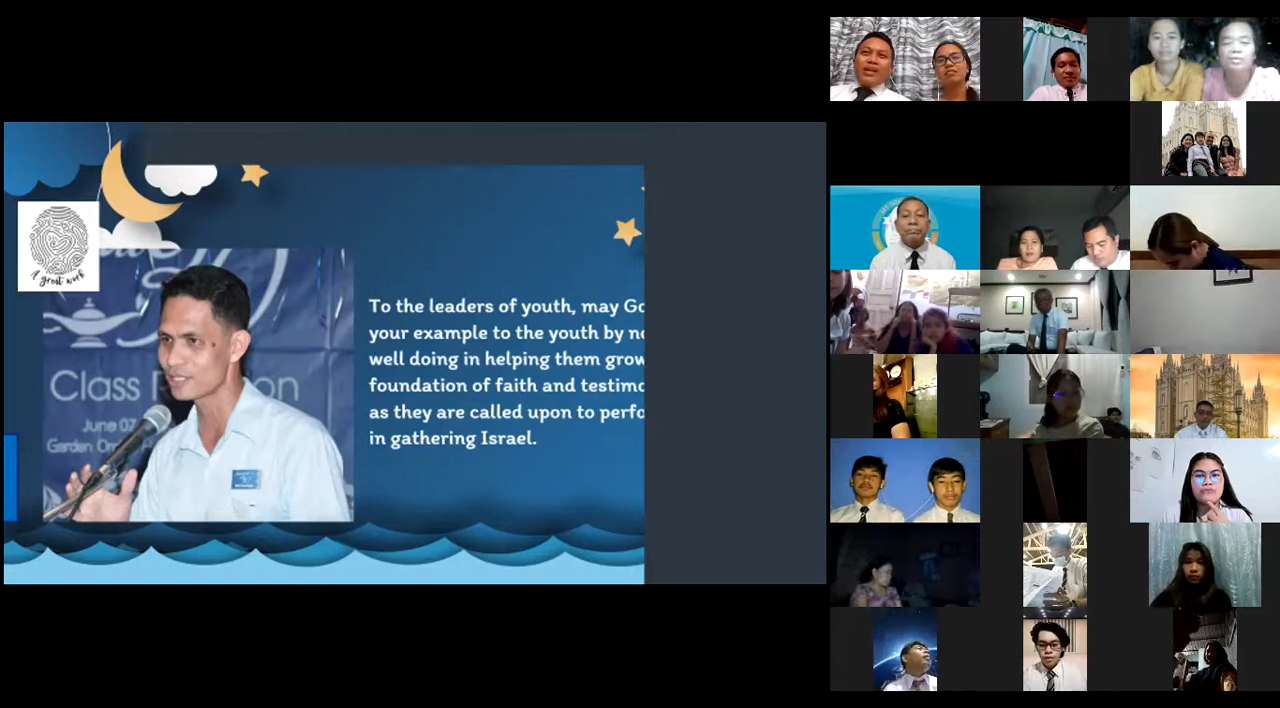 A great work
Class R
June 07
Garden Or
To the leaders of youth, may Go
your example to the youth by ne
well doing in helping them grow
foundation of faith and testimo
as they are called upon to perfo
in gathering Israel.